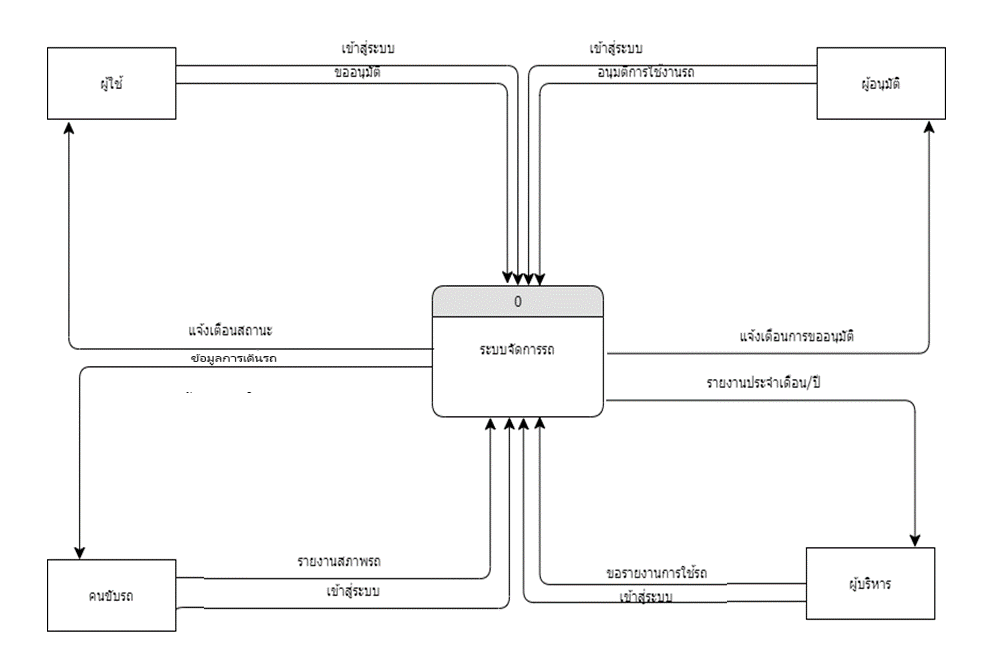 เข้าสู่ระบบ
เข้าสู่ระบบ
ผู้ใช้
ขออนุมัติ
อนุมติการใช้งานรถ
ผู้อนุมัติ
0
แจ้งเตือนสถานะ
ระบบจัดการรถ
แจ้งเตือนการขออนุมัติ
ข้อมูลการเดินรถ
รายงานประจำเดือน/ปี
รายงานสภาพรถ
ขอรายงานการใช้รถ
คนขับรถ
เข้าสู่ระบบ
เข้าสู่ระบบ
ผู้บริหาร